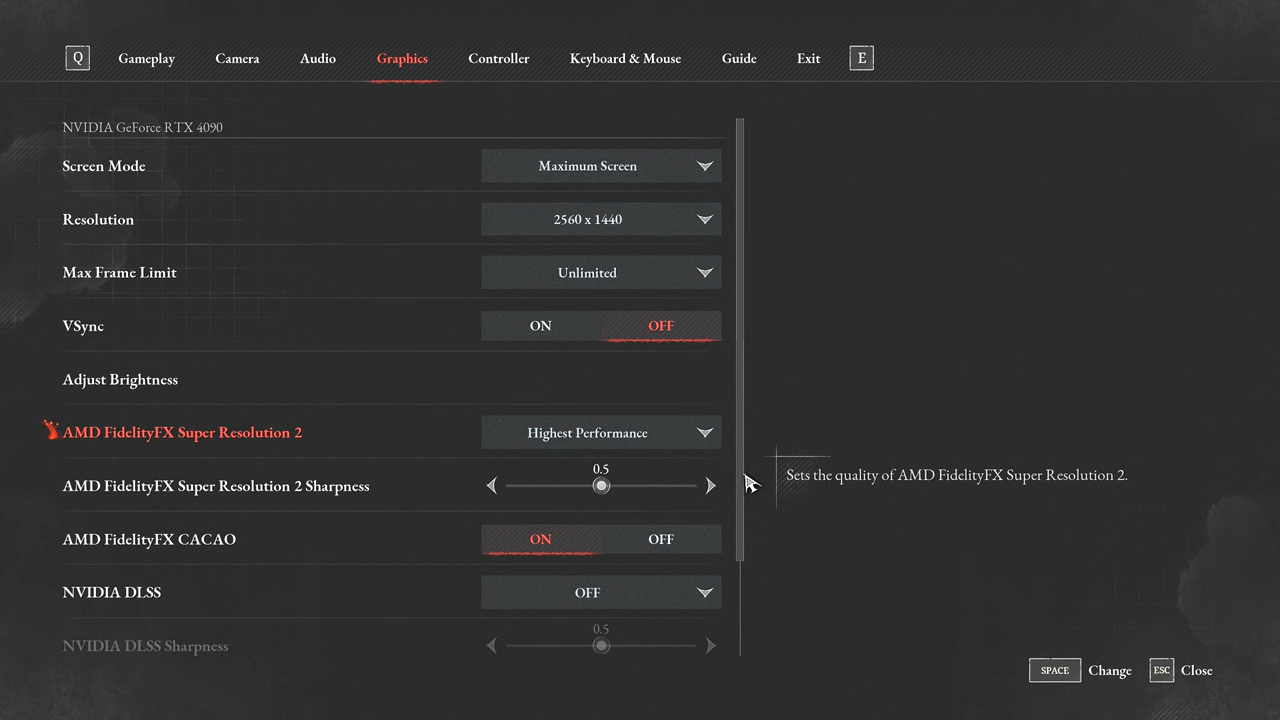 Q Gameplay Camera Audio Graphics Controller Keyboard & Mouse Guide Exit E
NVIDIA GeForce RTX 4090
Screen Mode Maximum Screen
Resolution 2560 x 1440
Max Frame Limit Unlimited
VSync ON OFF
Adjust Brightness
AMD FidelityFX Super Resolution 2 Highest Performance
0.5
AMD FidelityFX Super Resolution 2 Sharpness
Sets the quality of AMD FidelityFX Super Resolution 2.
AMD FidelityFX CACAO ON OFF
NVIDIA DLSS OFF
0.5
NVIDIA DLSS Sharpness
SPACE Change ESC Close